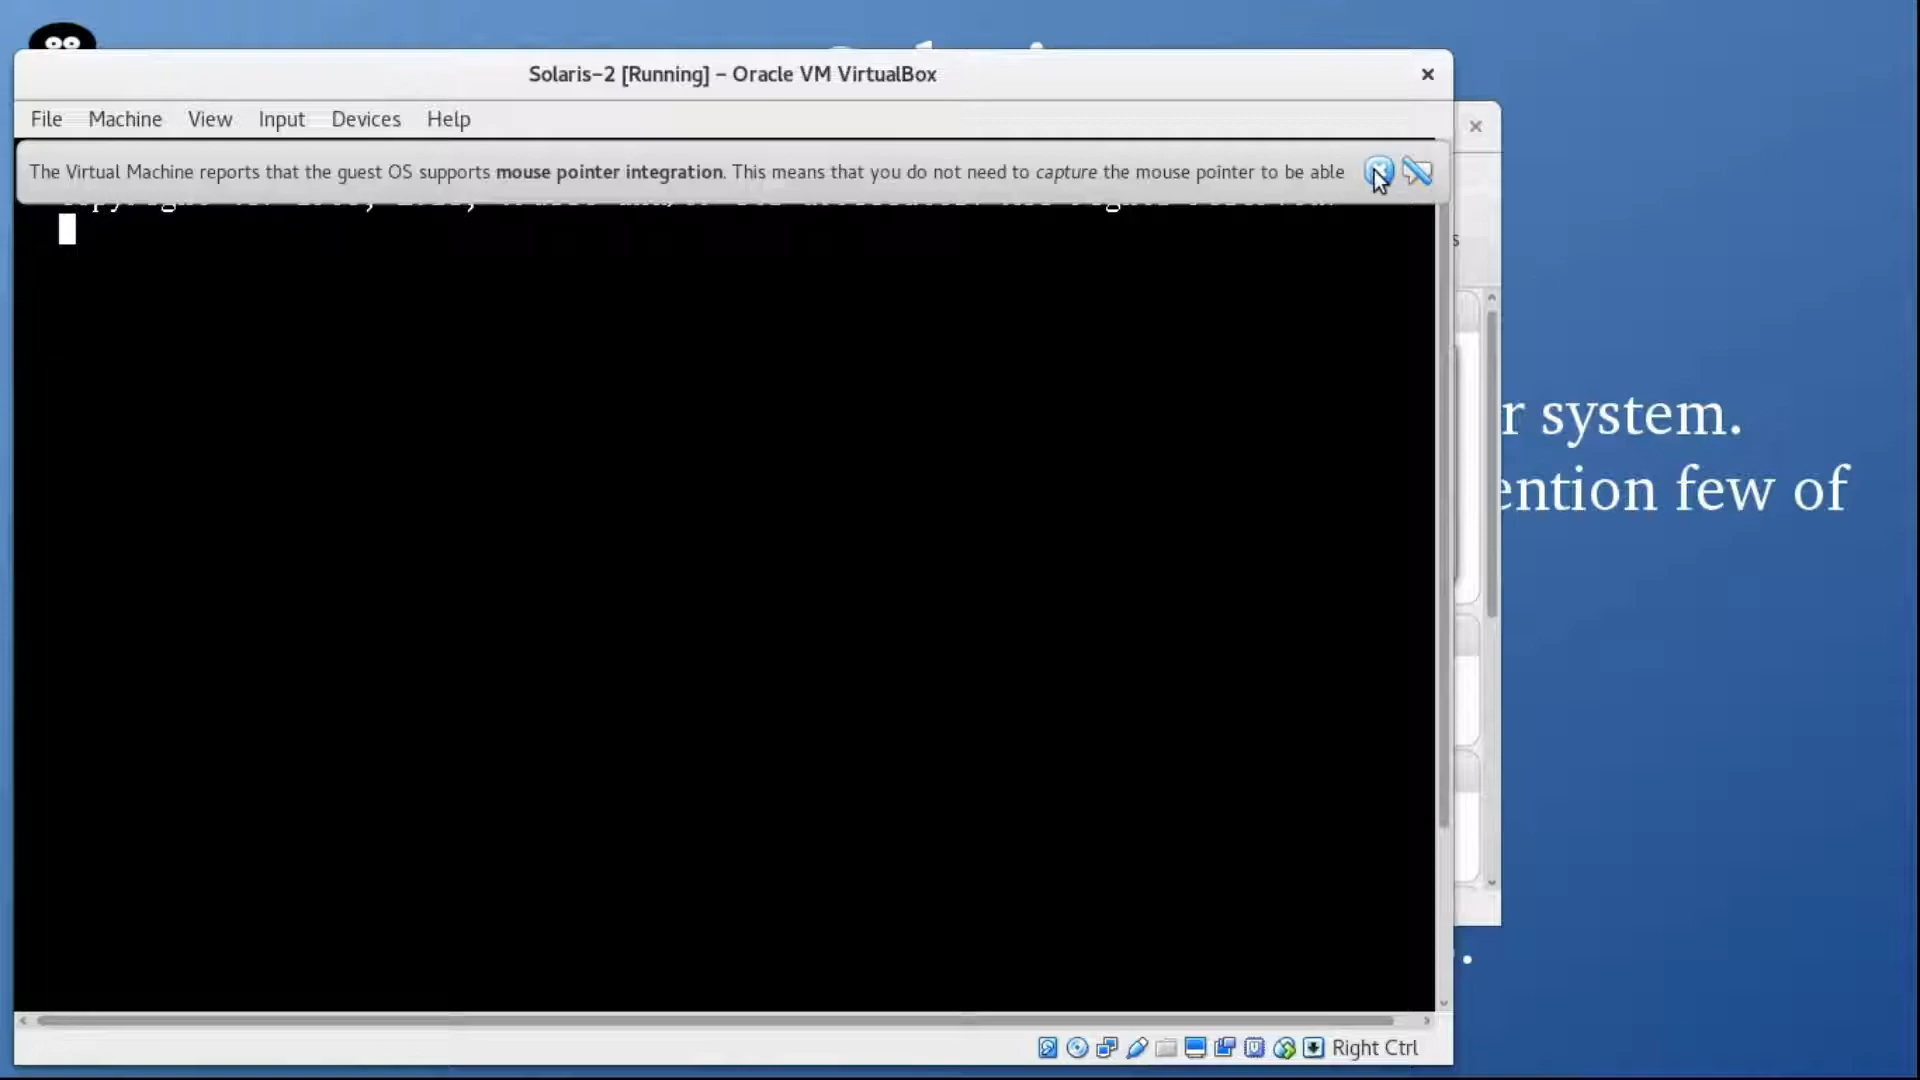 Solaris-2 [Running] - Oracle VM VirtualBox
File Machine View Input Devices Help
The Virtual Machine reports that the guest OS supports mouse pointer integration. This means that you do not need to capture the mouse pointer to be able
r system.
ention few of
Right Ctrl